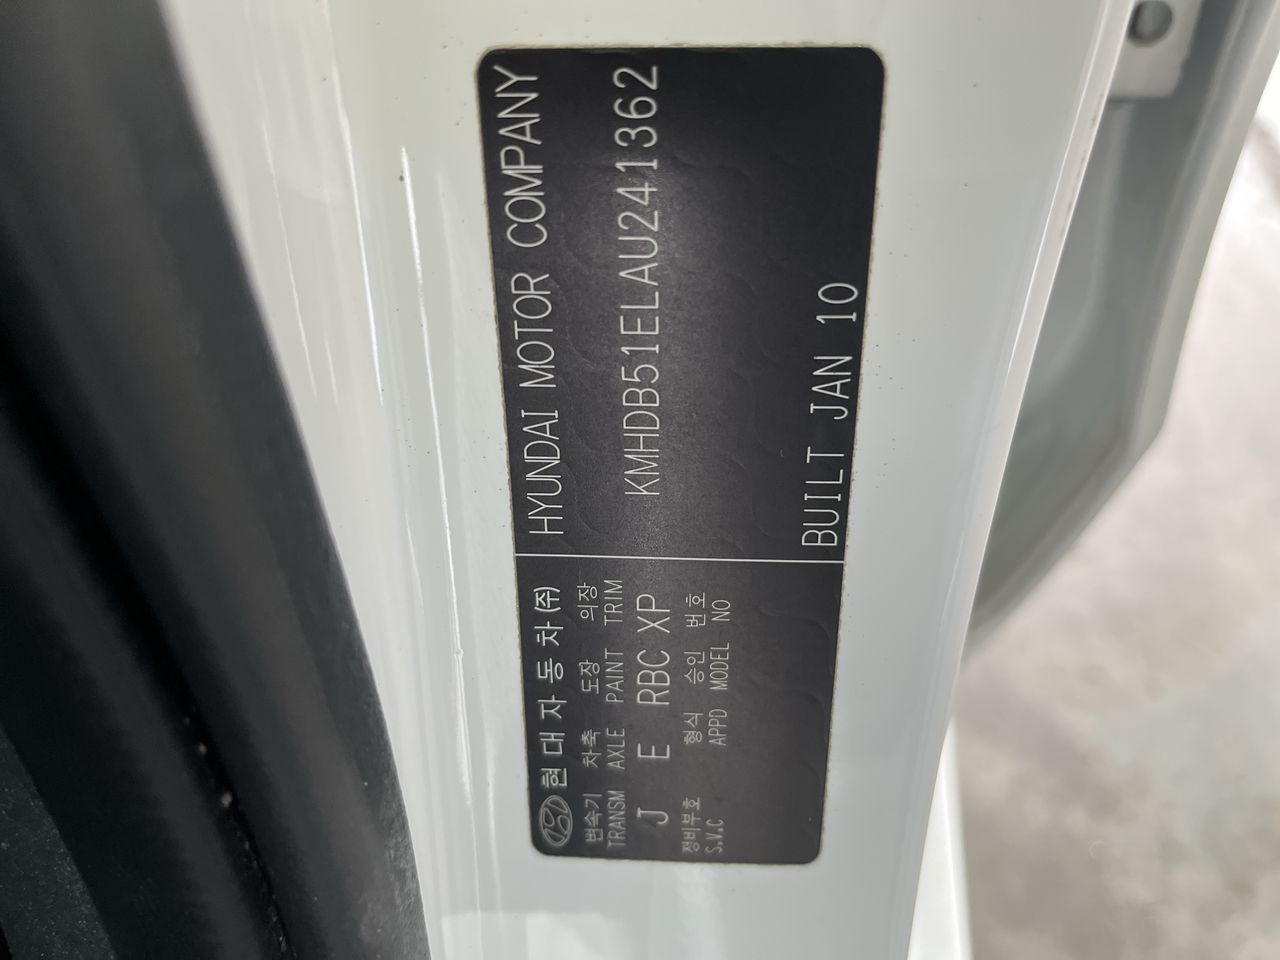 현대자동차(주) HYUNDAI MOTOR COMPANY
변속기 차축 도장 의장
TRANSM AXLE PAINT TRIM
KMHDB51ELAU241362
J E RBC XP
정비부호 형식 승인 번호
S.V.C APPD MODEL NO
BUILT JAN 10